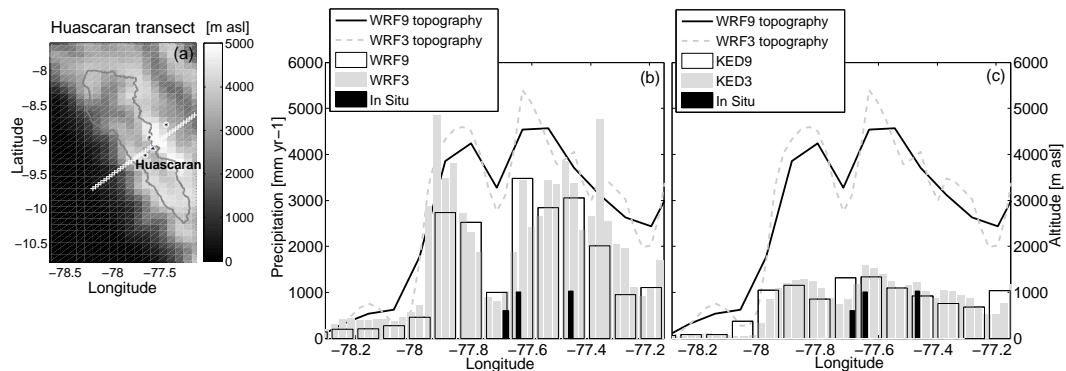 Huascaran transect
[m asl]
(a)
5000
4000
3000
2000
1000
0
−8
−8.5
−9
−9.5
−10
−10.5
Latitude
Huascaran
−78.5
−78
−77.5
Longitude
WRF9 topography
WRF3 topography
WRF9
WRF3
In Situ
(b)
6000
5000
4000
3000
2000
1000
0
Precipitation [mm yr−1]
−78.2
−78
−77.8
−77.6
−77.4
−77.2
Longitude
WRF9 topography
WRF3 topography
KED9
KED3
In Situ
(c)
6000
5000
4000
3000
2000
1000
0
Altitude [m asl]
−78.2
−78
−77.8
−77.6
−77.4
−77.2
Longitude